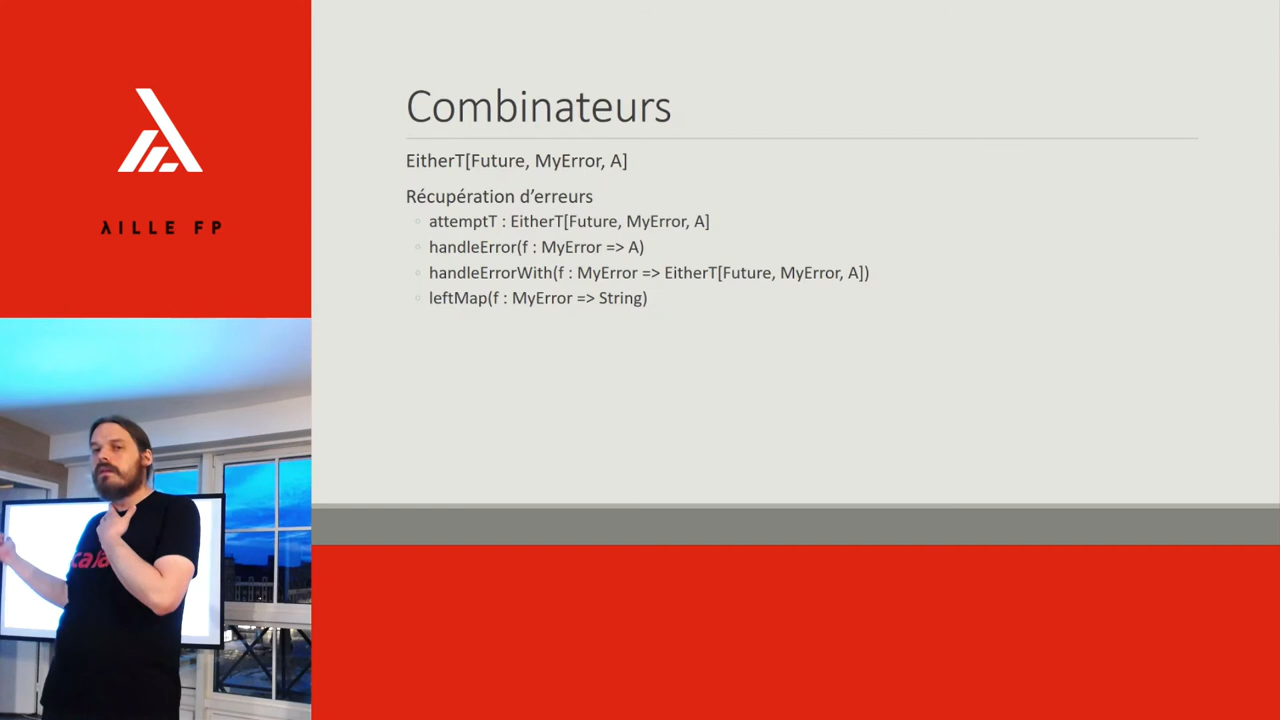 λILLE FP
Combinateurs
EitherT[Future, MyError, A]
Récupération d’erreurs
attemptT : EitherT[Future, MyError, A]
handleError(f : MyError => A)
handleErrorWith(f : MyError => EitherT[Future, MyError, A])
leftMap(f : MyError => String)